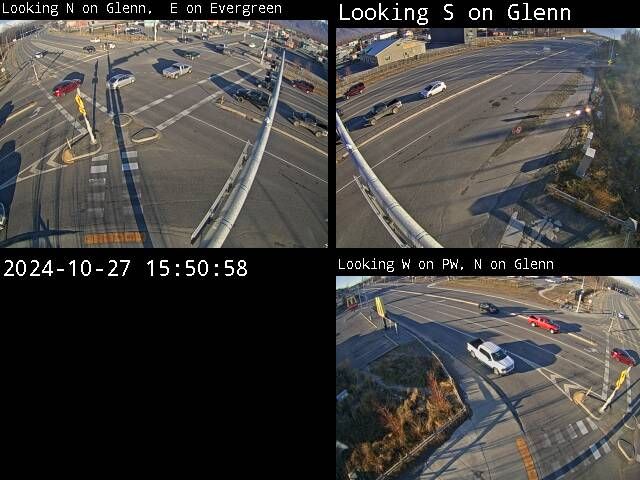 Looking N on Glenn, E on Evergreen
Looking S on Glenn
2024-10-27 15:50:58
Looking W on PW, N on Glenn